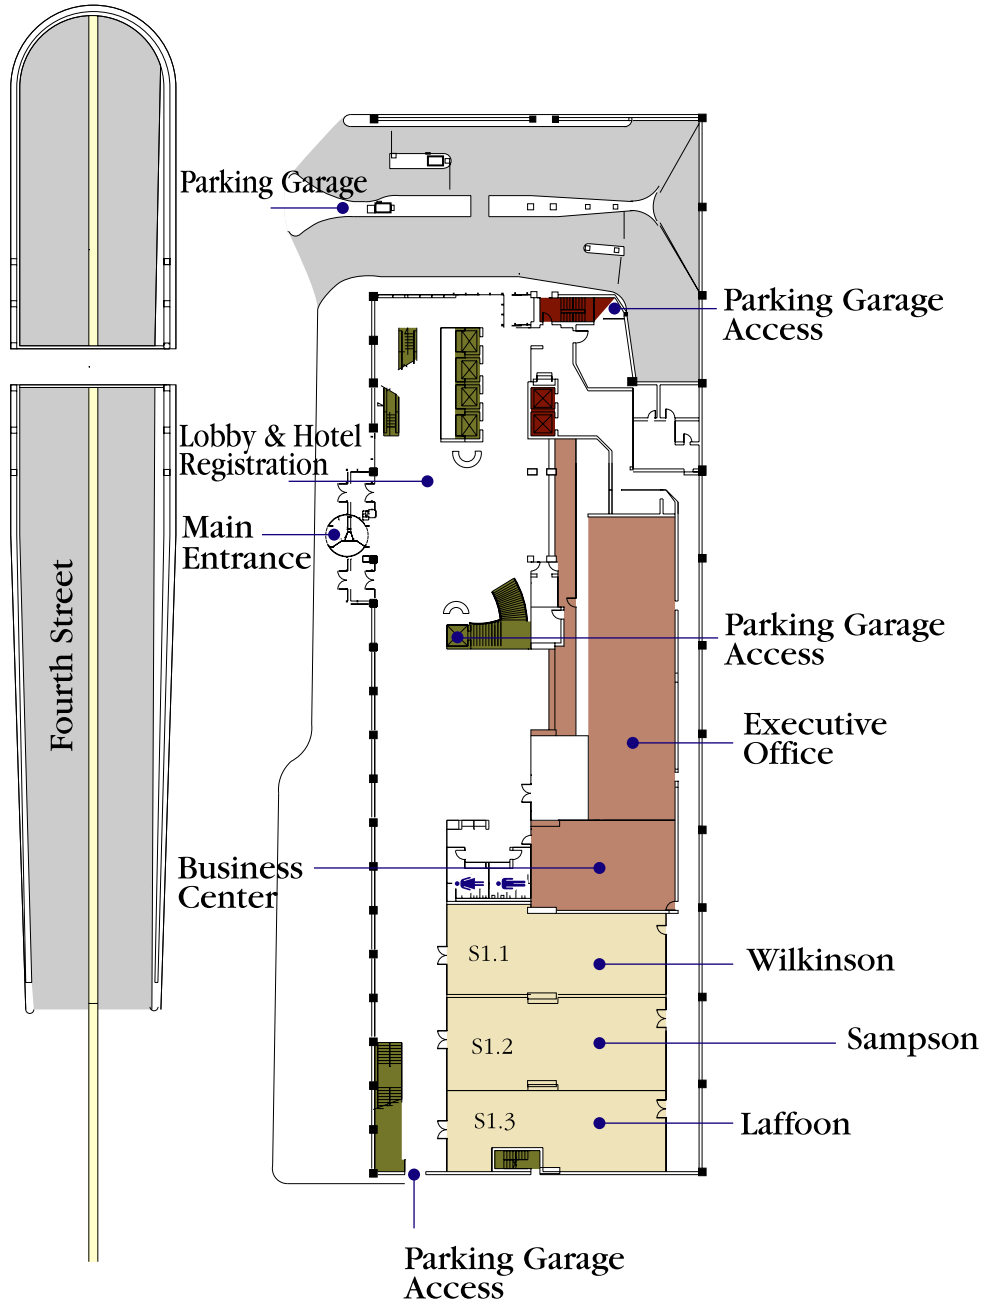 Parking Garage
Parking Garage
Access
Lobby & Hotel
Registration
Main
Entrance
Fourth Street
Parking Garage
Access
Executive
Office
Business
Center
S1.1
Wilkinson
S1.2
Sampson
S1.3
Laffoon
Parking Garage
Access